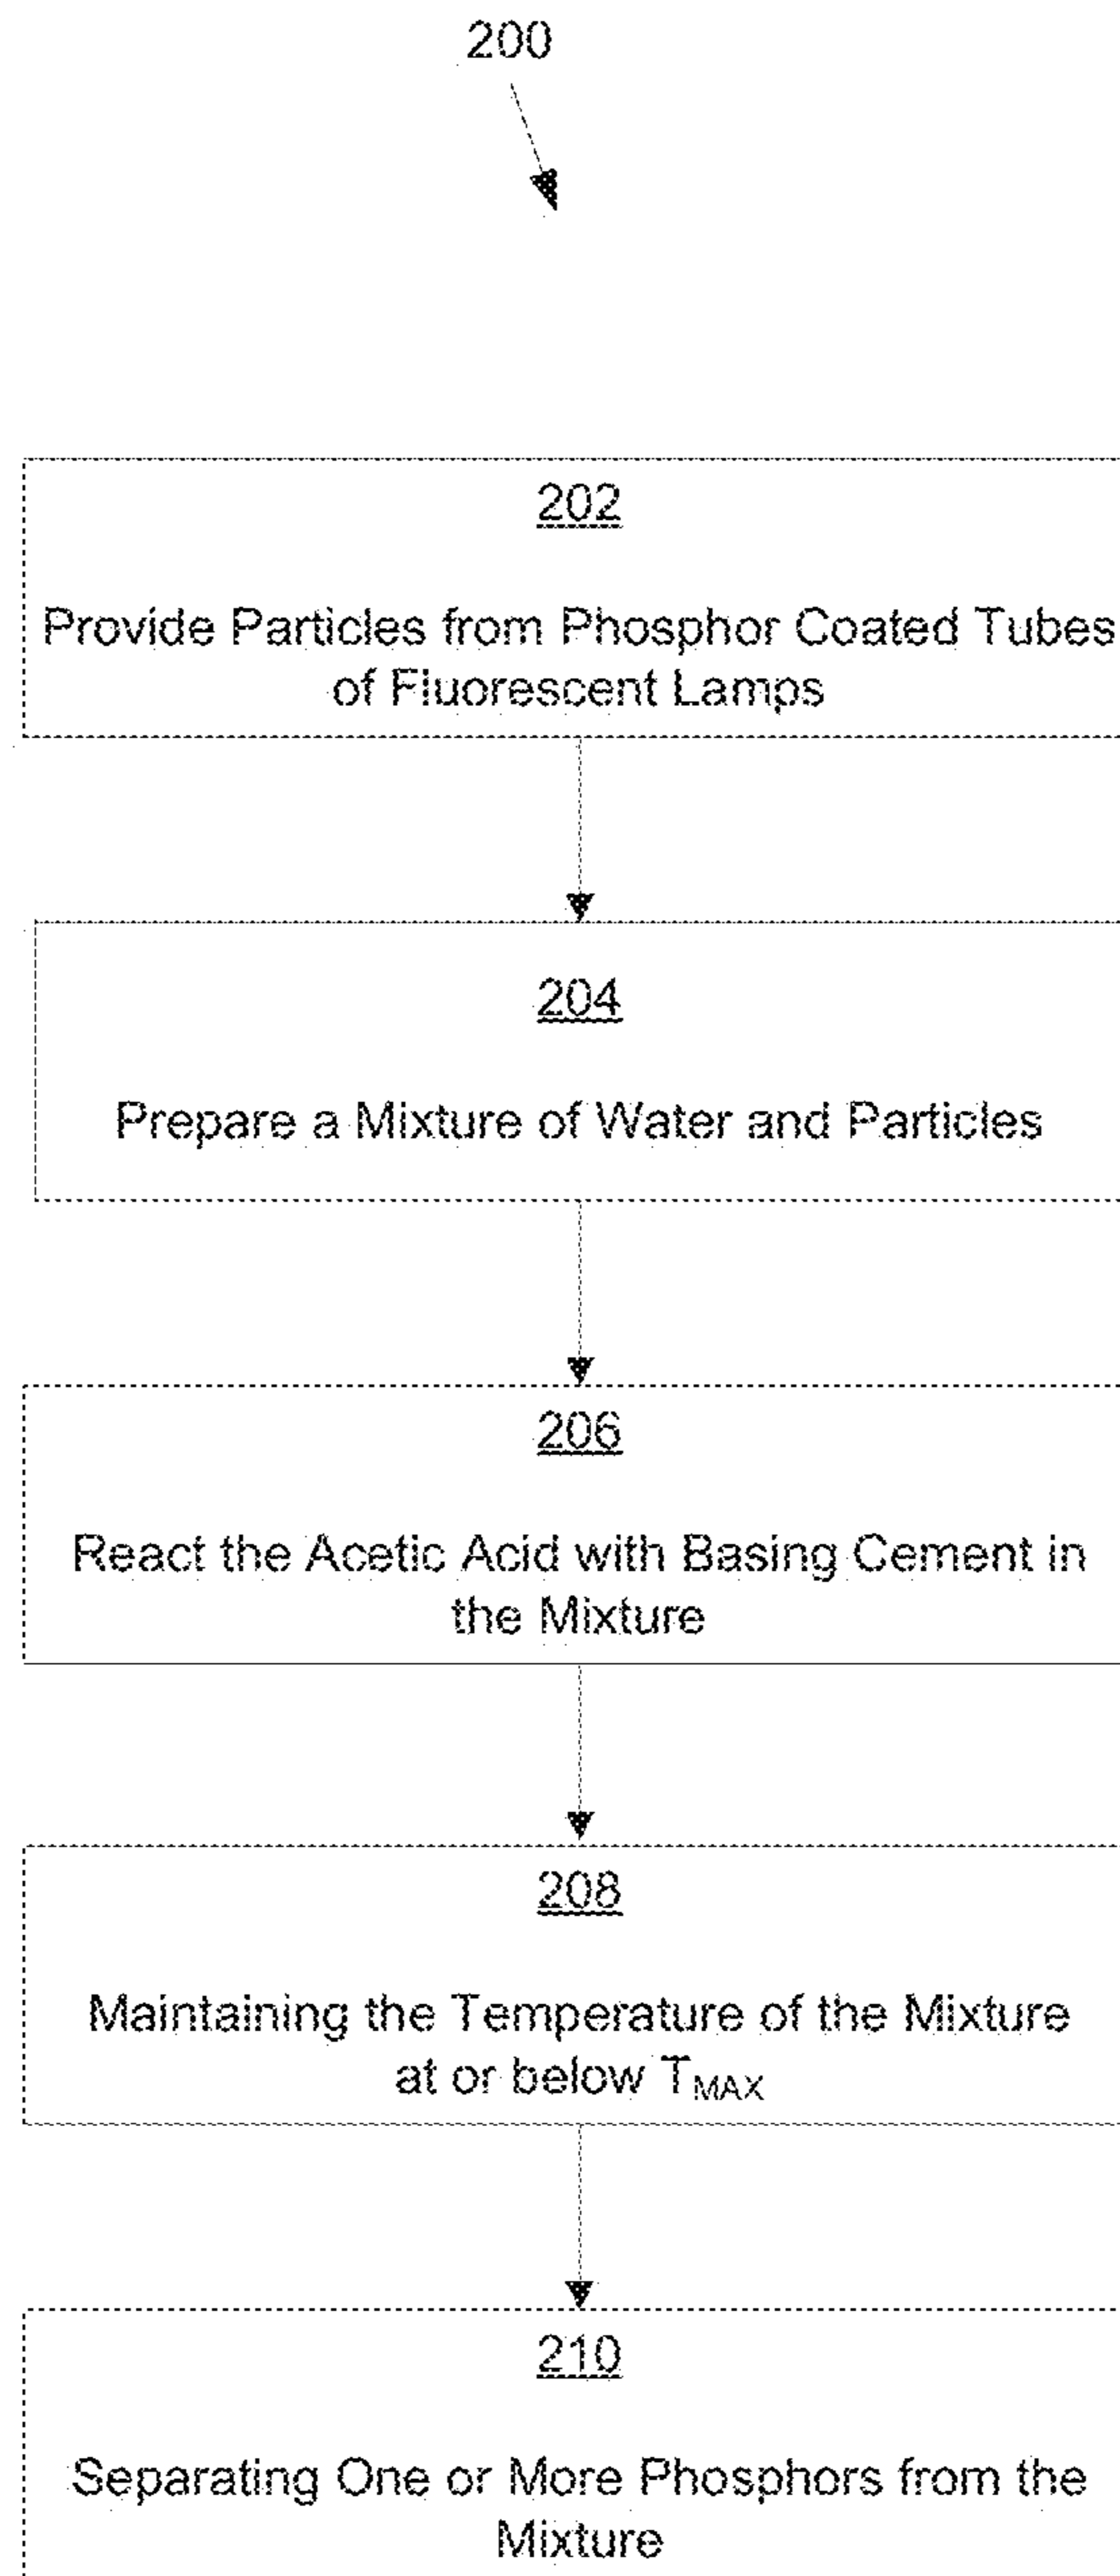 200
202
Provide Particles from Phosphor Coated Tubes
of Fluorescent Lamps
204
Prepare a Mixture of Water and Particles
206
React the Acetic Acid with Basing Cement in
the Mixture
208
Maintaining the Temperature of the Mixture
at or below TMAX
210
Separating One or More Phosphors from the
Mixture